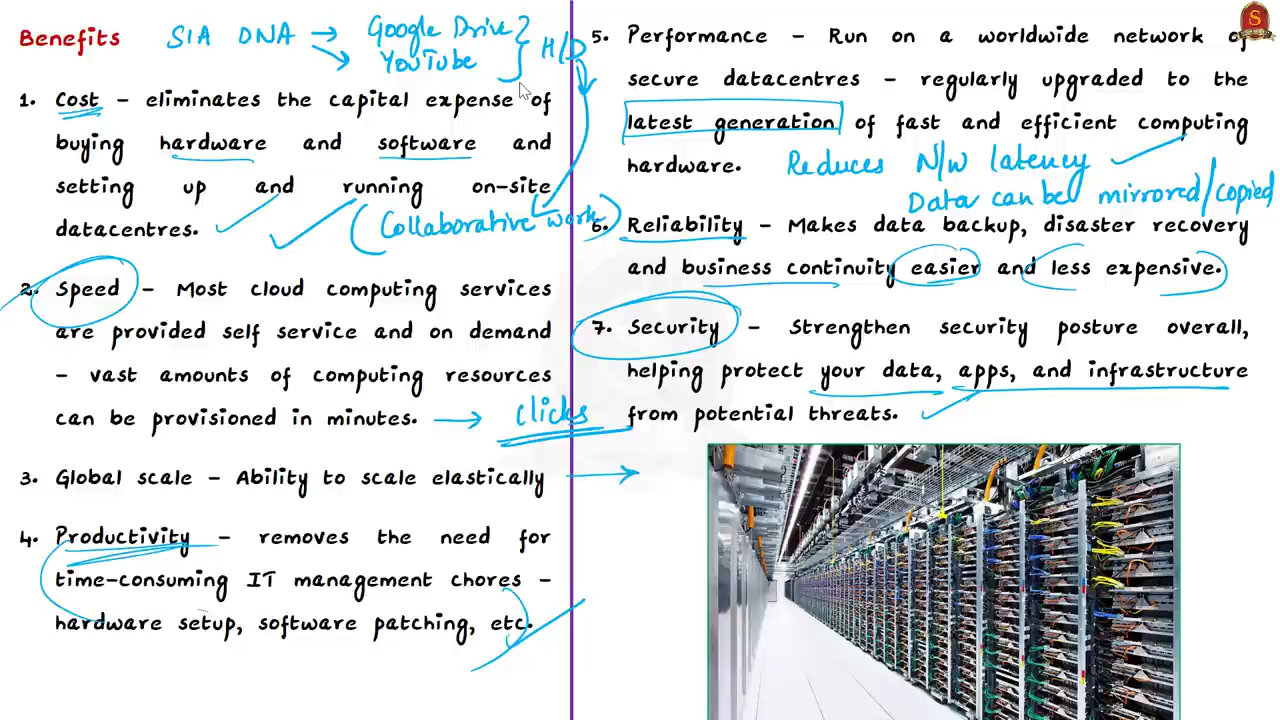 Benefits
SIA DNA → Google Drive
→ YouTube
H/D
1. Cost – eliminates the capital expense of
buying hardware and software and
setting up and running on-site
datacentres.
(Collaborative work)
2. Speed – Most cloud computing services
are provided self service and on demand
– vast amounts of computing resources
can be provisioned in minutes. → Clicks
3. Global scale – Ability to scale elastically →
4. Productivity – removes the need for
time-consuming IT management chores –
hardware setup, software patching, etc.
5. Performance – Run on a worldwide network of
secure datacentres – regularly upgraded to the
latest generation of fast and efficient computing
hardware.
Reduces N/W latency
Data can be mirrored/copied
6. Reliability – Makes data backup, disaster recovery
and business continuity easier and less expensive.
7. Security – Strengthen security posture overall,
helping protect your data, apps, and infrastructure
from potential threats.
S